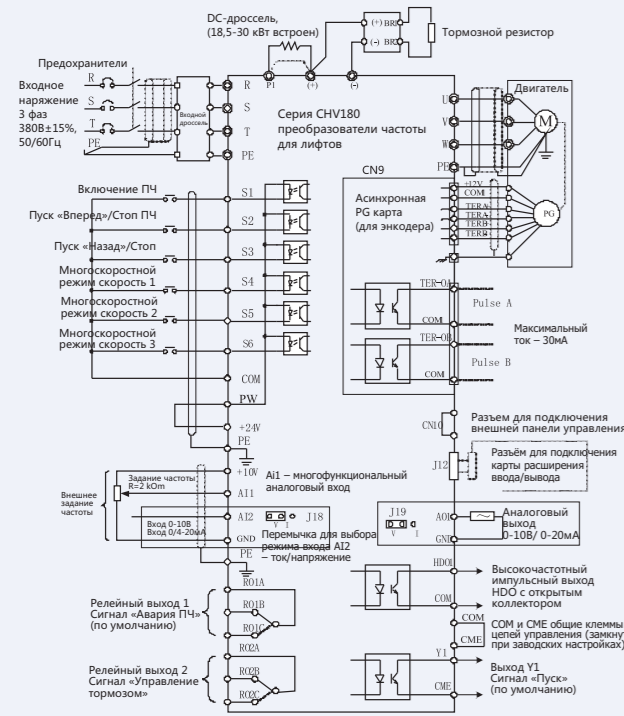 DC-дроссель,
(18,5-30 кВт встроен)
(+) BR1
(-) BR2
Тормозной резистор
Предохранители
P1
(+)
(-)
Входное
наряжение
3 фаз
380В±15%,
50/60Гц
R
S
T
PE
Входной
дроссель
R
S
T
PE
Серия CHV180
преобразователи частоты
для лифтов
U
V
W
PE
Двигатель
M
CN9
Асинхронная
PG карта
(для энкодера)
+12V
COM
TERA
TERA
TERB
TERB
PG
Включение ПЧ
S1
Пуск «Вперед»/Стоп ПЧ
S2
Пуск «Назад»/Стоп
S3
Многоскоростной
режим скорость 1
S4
Многоскоростной
режим скорость 2
S5
Многоскоростной
режим скорость 3
S6
COM
PW
+24V
PE
TER-OA
Pulse A
COM
TER-OB
Pulse B
COM
Максимальный
ток – 30мА
CN10
Разъем для подключения
внешней панели управления
J12
Разъём для подключения
карты расширения
ввода/вывода
Внешнее
задание
частоты
Задание частоты
R=2 kOm
+10V
AI1
Ai1 – многофункциональный
аналоговый вход
AI2
Вход 0-10В
Вход 0/4-20мА
GND
PE
V I
J18
Перемычка для выбора
режима входа AI2
– ток/напряжение
J19
V I
AO1
GND
Аналоговый
выход
0-10В/ 0-20мА
HDO1
COM
Высокочастотный
импульсный выход
HDO с открытым
коллектором
Релейный выход 1
Сигнал «Авария ПЧ»
(по умолчанию)
RO1A
RO1B
RO1C
COM
CME
COM и CME общие клеммы
цепей управления (замкнут
при заводских настройках)
Релейный выход 2
Сигнал «Управление
тормозом»
RO2A
RO2B
RO2C
Y1
CME
Выход Y1
Сигнал «Пуск»
(по умолчанию)